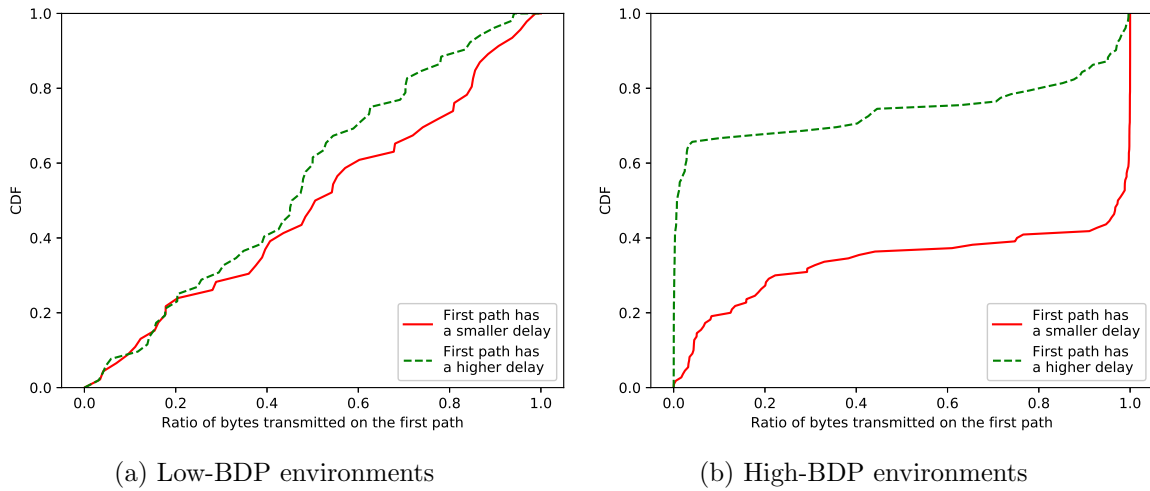 1.0
0.8
0.6
0.4
0.2
0.0
CDF
0.0 0.2 0.4 0.6 0.8 1.0
Ratio of bytes transmitted on the first path
First path has
a smaller delay
First path has
a higher delay
(a) Low-BDP environments
1.0
0.8
0.6
0.4
0.2
0.0
CDF
0.0 0.2 0.4 0.6 0.8 1.0
Ratio of bytes transmitted on the first path
First path has
a smaller delay
First path has
a higher delay
(b) High-BDP environments